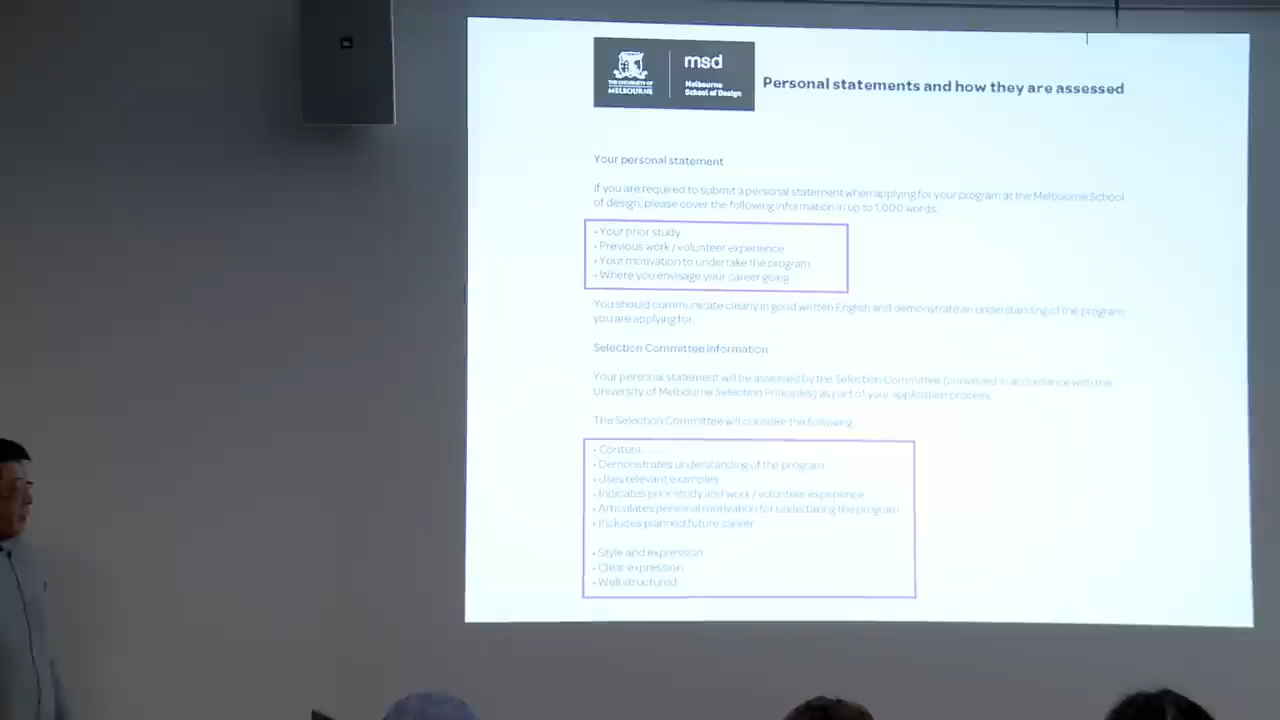 THE UNIVERSITY OF
MELBOURNE
msd
Melbourne
School of Design
Personal statements and how they are assessed
Your personal statement
If you are required to submit a personal statement when applying for your program at the Melbourne School
of design, please cover the following information in up to 1,000 words:
• Your prior study
• Previous work / volunteer experience
• Your motivation to undertake the program
• Where you envisage your career going
You should communicate clearly in good written English and demonstrate an understanding of the program
you are applying for.
Selection Committee information
Your personal statement will be assessed by the Selection Committee (convened in accordance with the
University of Melbourne Selection Principles) as part of your application process.
The Selection Committee will consider the following:
• Content
• Demonstrates understanding of the program
• Uses relevant examples
• Indicates prior study and work / volunteer experience
• Articulates personal motivation for undertaking the program
• Includes planned future career
• Style and expression
• Clear expression
• Well structured